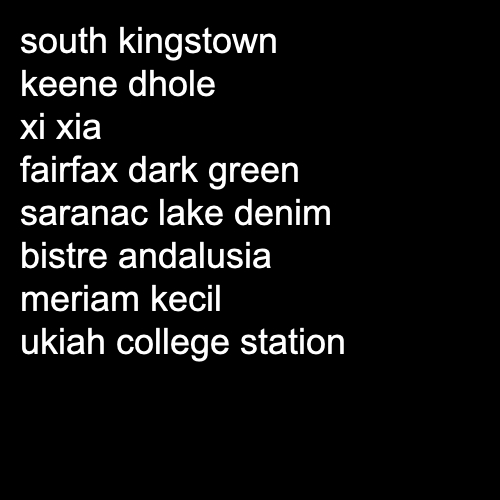 south kingstown
keene dhole
xi xia
fairfax dark green
saranac lake denim
bistre andalusia
meriam kecil
ukiah college station